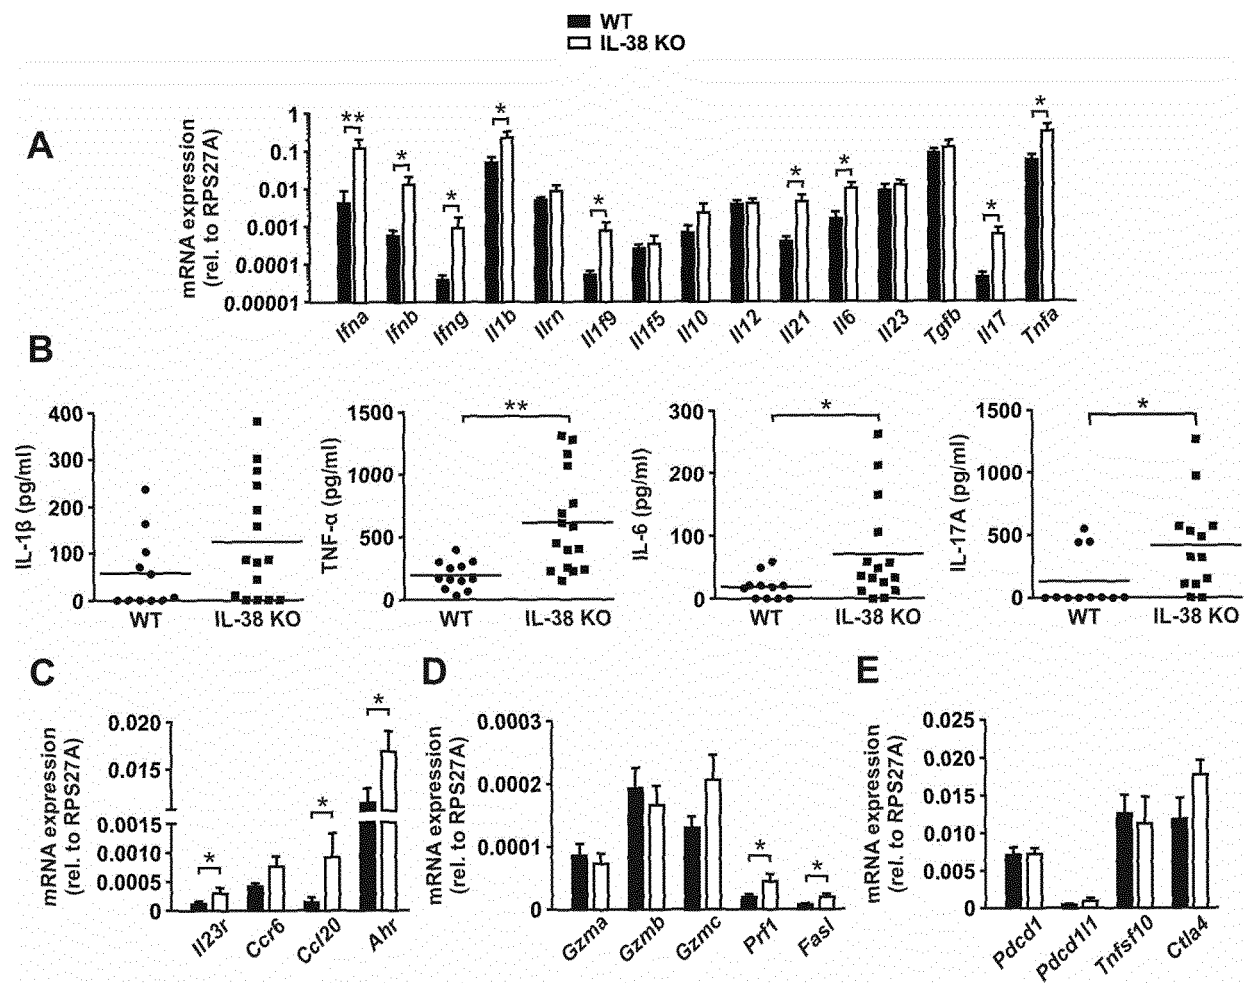 WT
IL-38 KO
A
mRNA expression
(rel. to RPS27A)
1
0.1
0.01
0.001
0.0001
0.00001
** * * * * * * * *
Ifna Ifnb Ifng Il1b Ilrn Il1f9 Il1f5 Il10 Il12 Il21 Il6 Il23 Tgfb Il17 Tnfa
B
IL-1β (pg/ml)
400
300
200
100
0
WT IL-38 KO
TNF-α (pg/ml)
1500
1000
500
0
**
WT IL-38 KO
IL-6 (pg/ml)
300
200
100
0
*
WT IL-38 KO
IL-17A (pg/ml)
1500
1000
500
0
*
WT IL-38 KO
C
mRNA expression
(rel. to RPS27A)
0.020
0.015
0.0015
0.0010
0.0005
0
* * *
Il23r Ccr6 Ccl20 Ahr
D
mRNA expression
(rel. to RPS27A)
0.0003
0.0002
0.0001
0
* *
Gzma Gzmb Gzmc Prf1 Fasl
E
mRNA expression
(rel. to RPS27A)
0.025
0.020
0.015
0.010
0.005
0
Pdcd1 Pdcd1l1 Tnfsf10 Ctla4